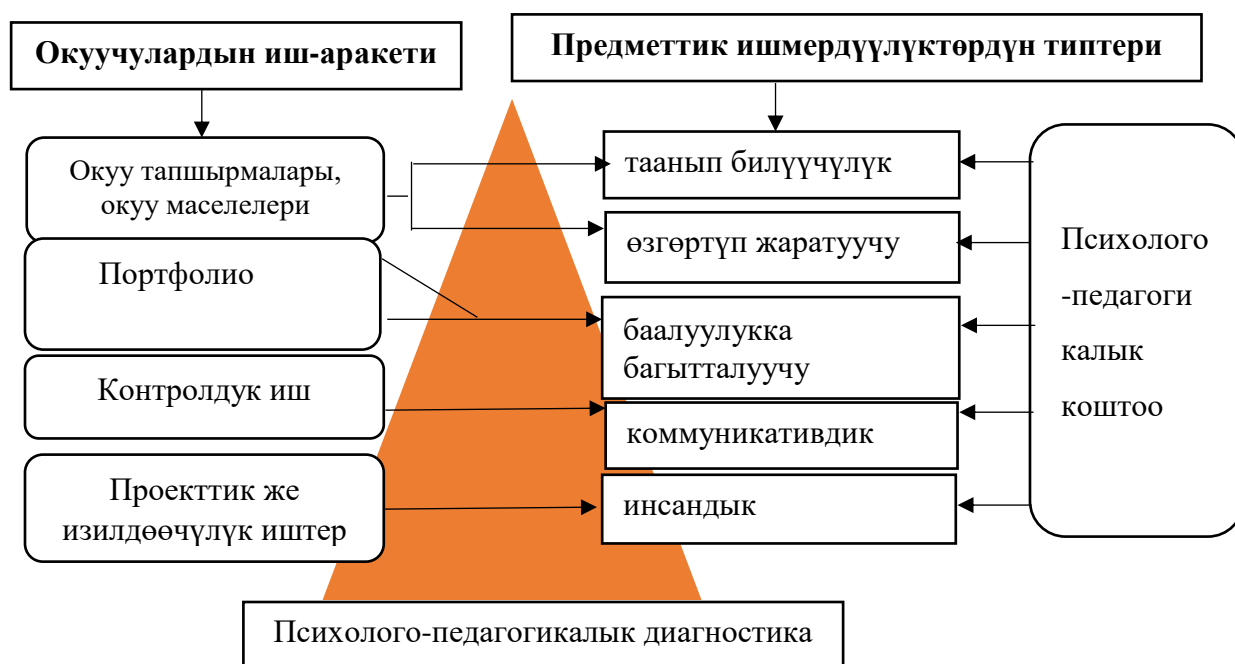 Окуучулардын иш-аракети
Предметтик ишмердүүлүктөрдүн типтери
Окуу тапшырмалары,
окуу маселелери
Портфолио
Контролдук иш
Проекттик же
изилдөөчүлүк иштер
таанып билүүчүлүк
өзгөртүп жаратуучу
баалуулукка
багытталуучу
коммуникативдик
инсандык
Психолого
-педагоги
калык
коштоо
Психолого-педагогикалык диагностика